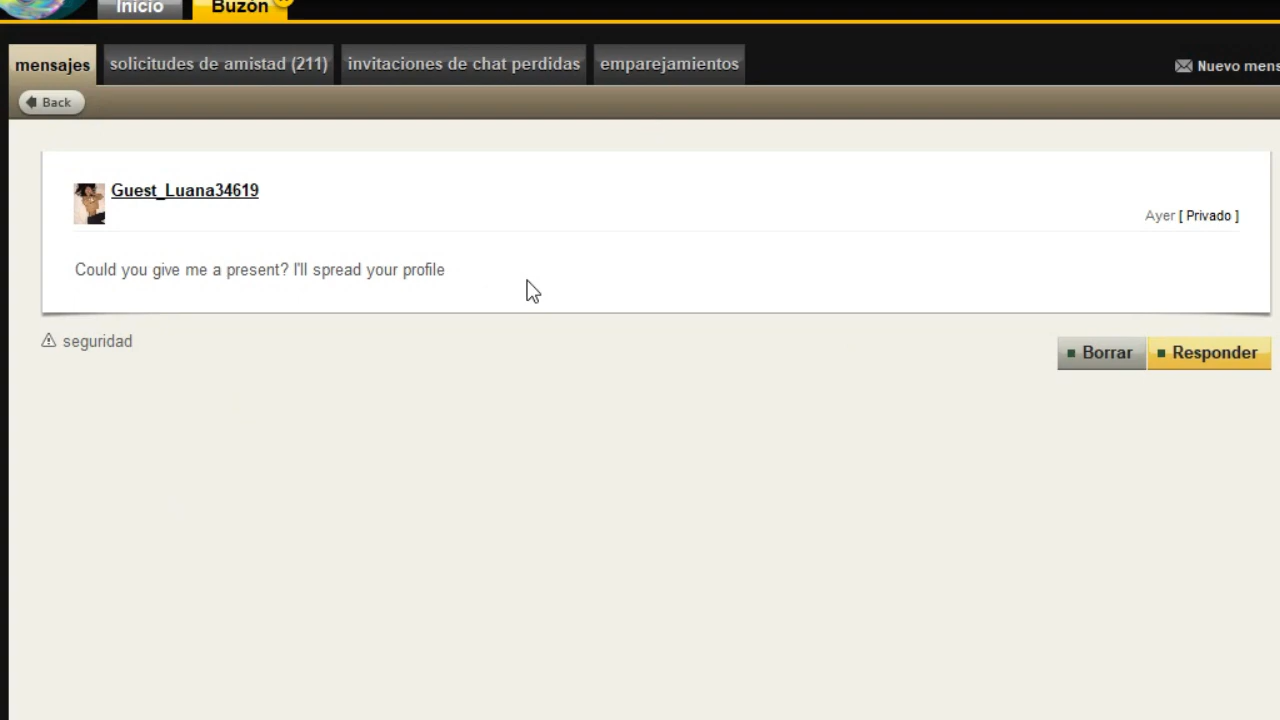 Inicio
Buzón
mensajes
solicitudes de amistad (211)
invitaciones de chat perdidas
emparejamientos
Nuevo mens
Back
Guest_Luana34619
Ayer [ Privado ]
Could you give me a present? I'll spread your profile
seguridad
Borrar
Responder